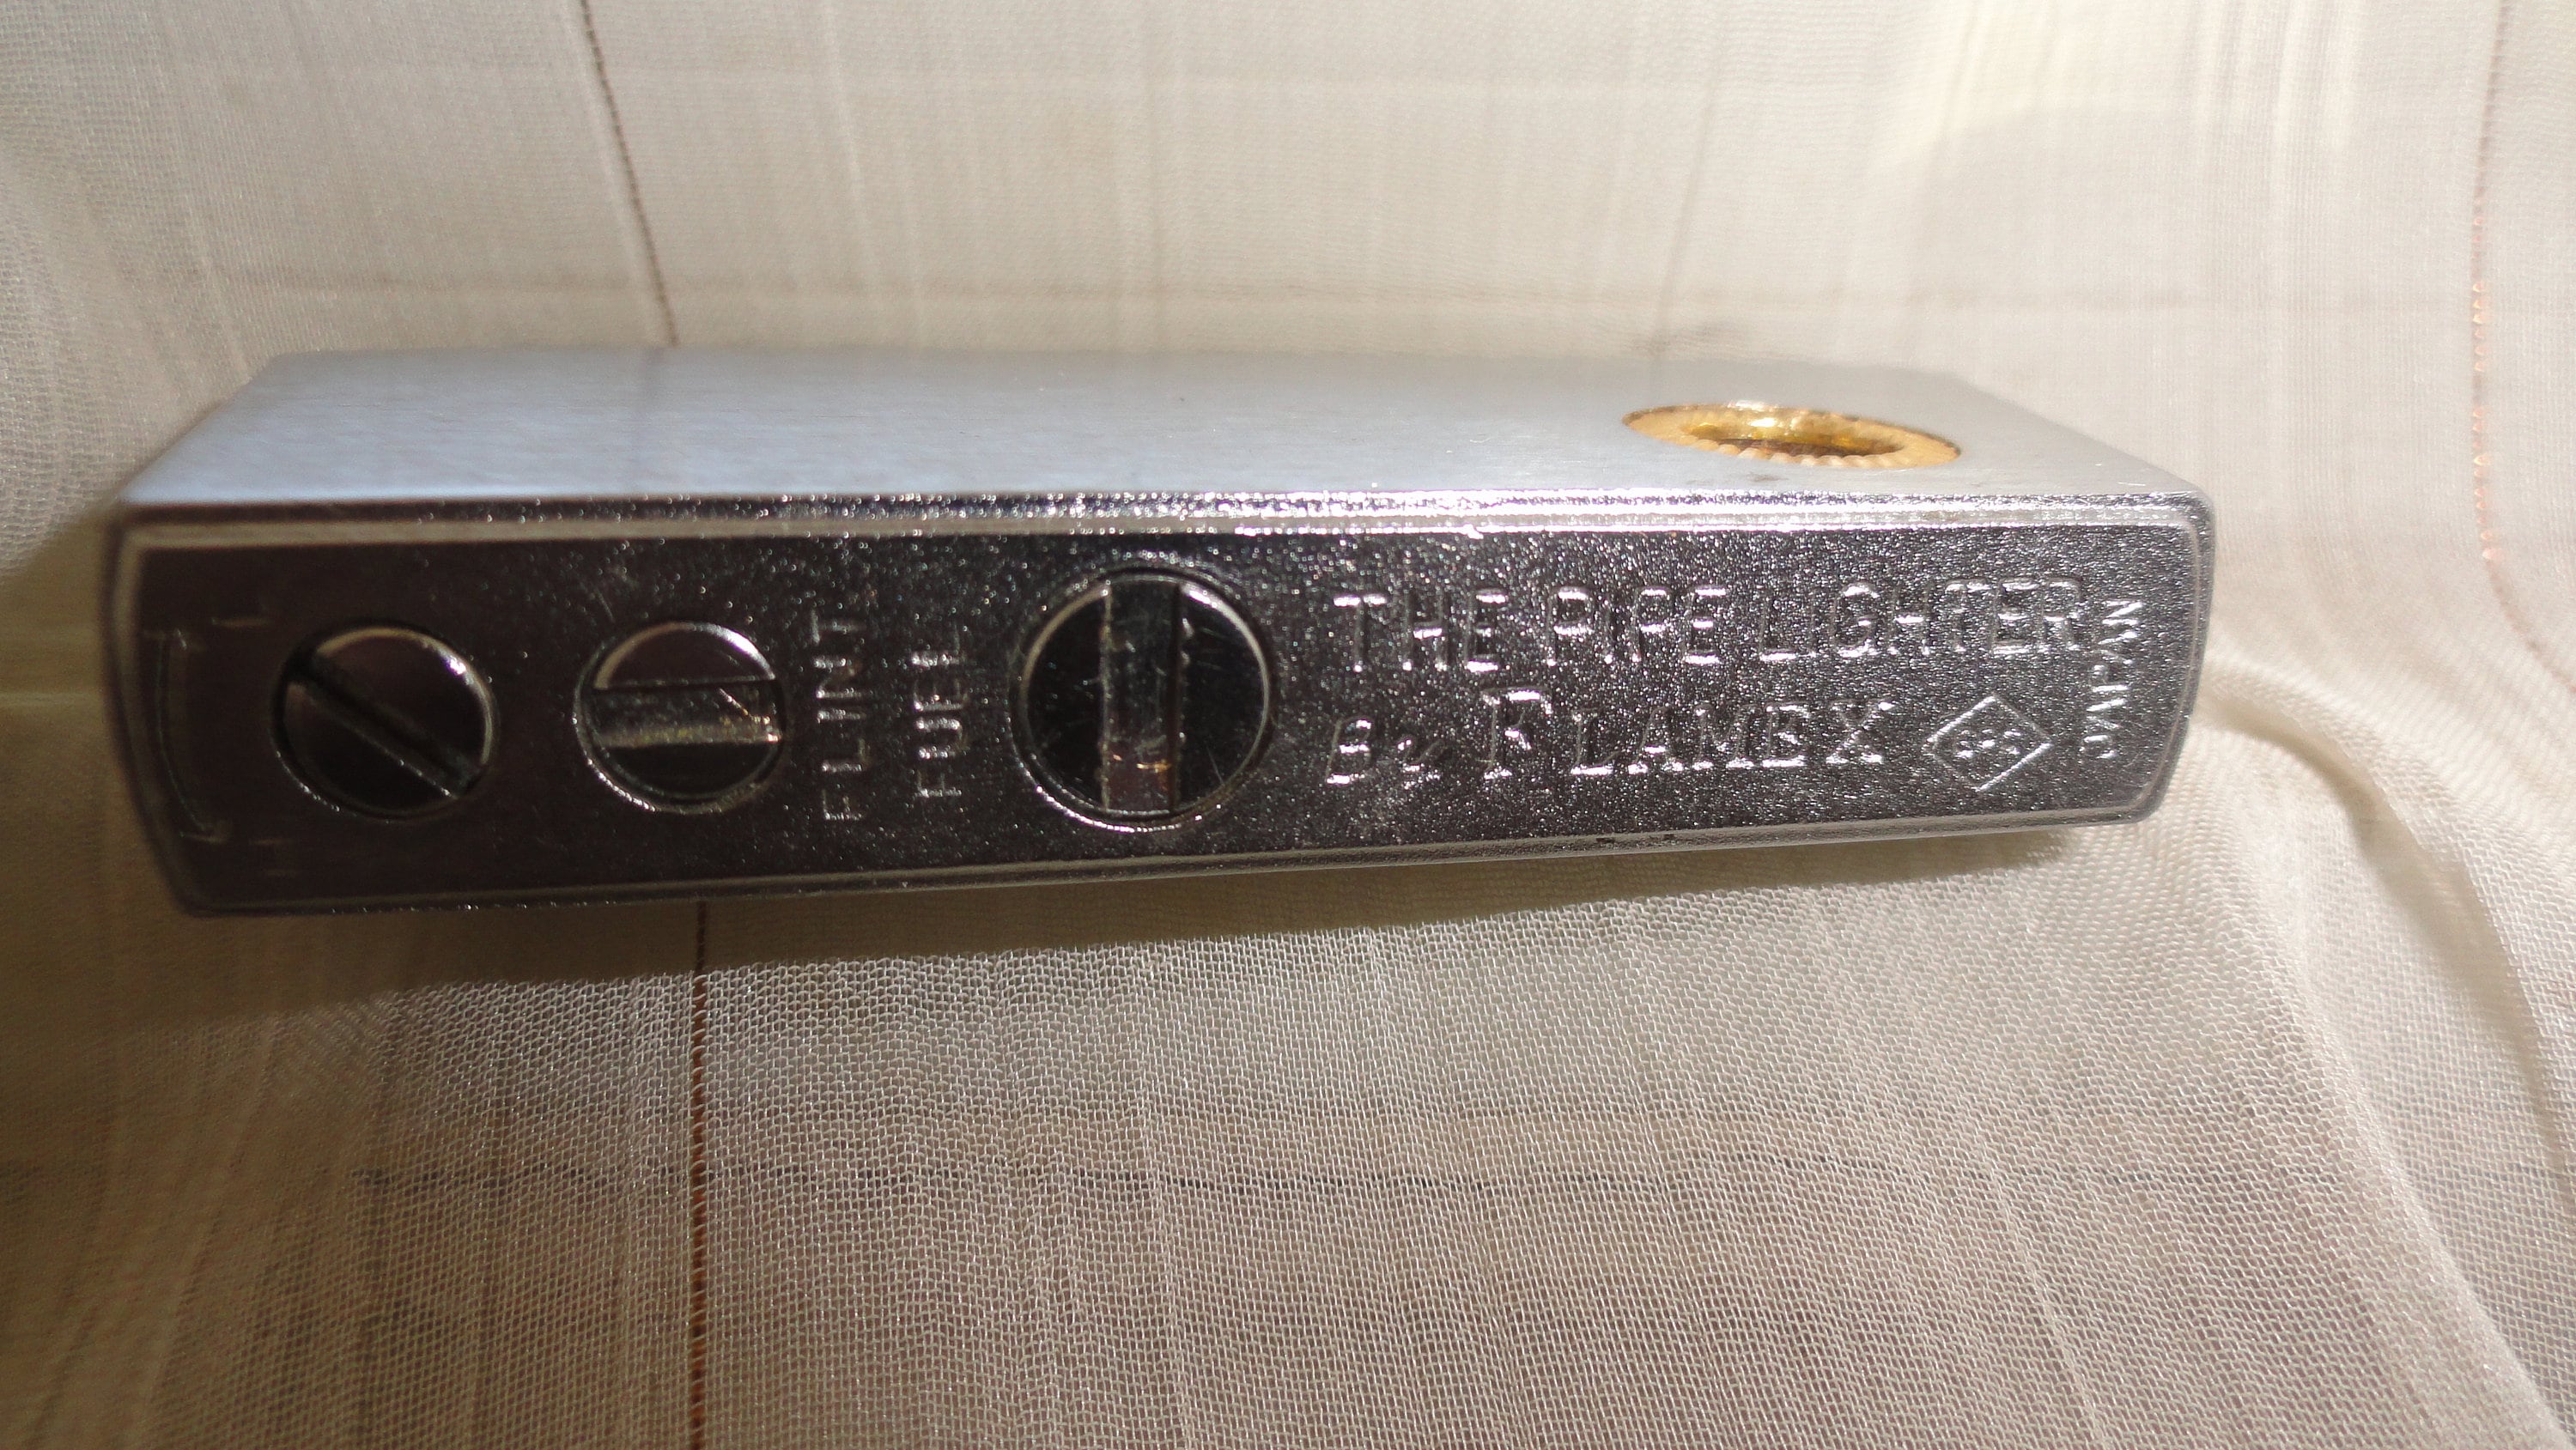 FLINT
FUEL
THE PIPE LIGHTER
By FLAMEX
JAPAN